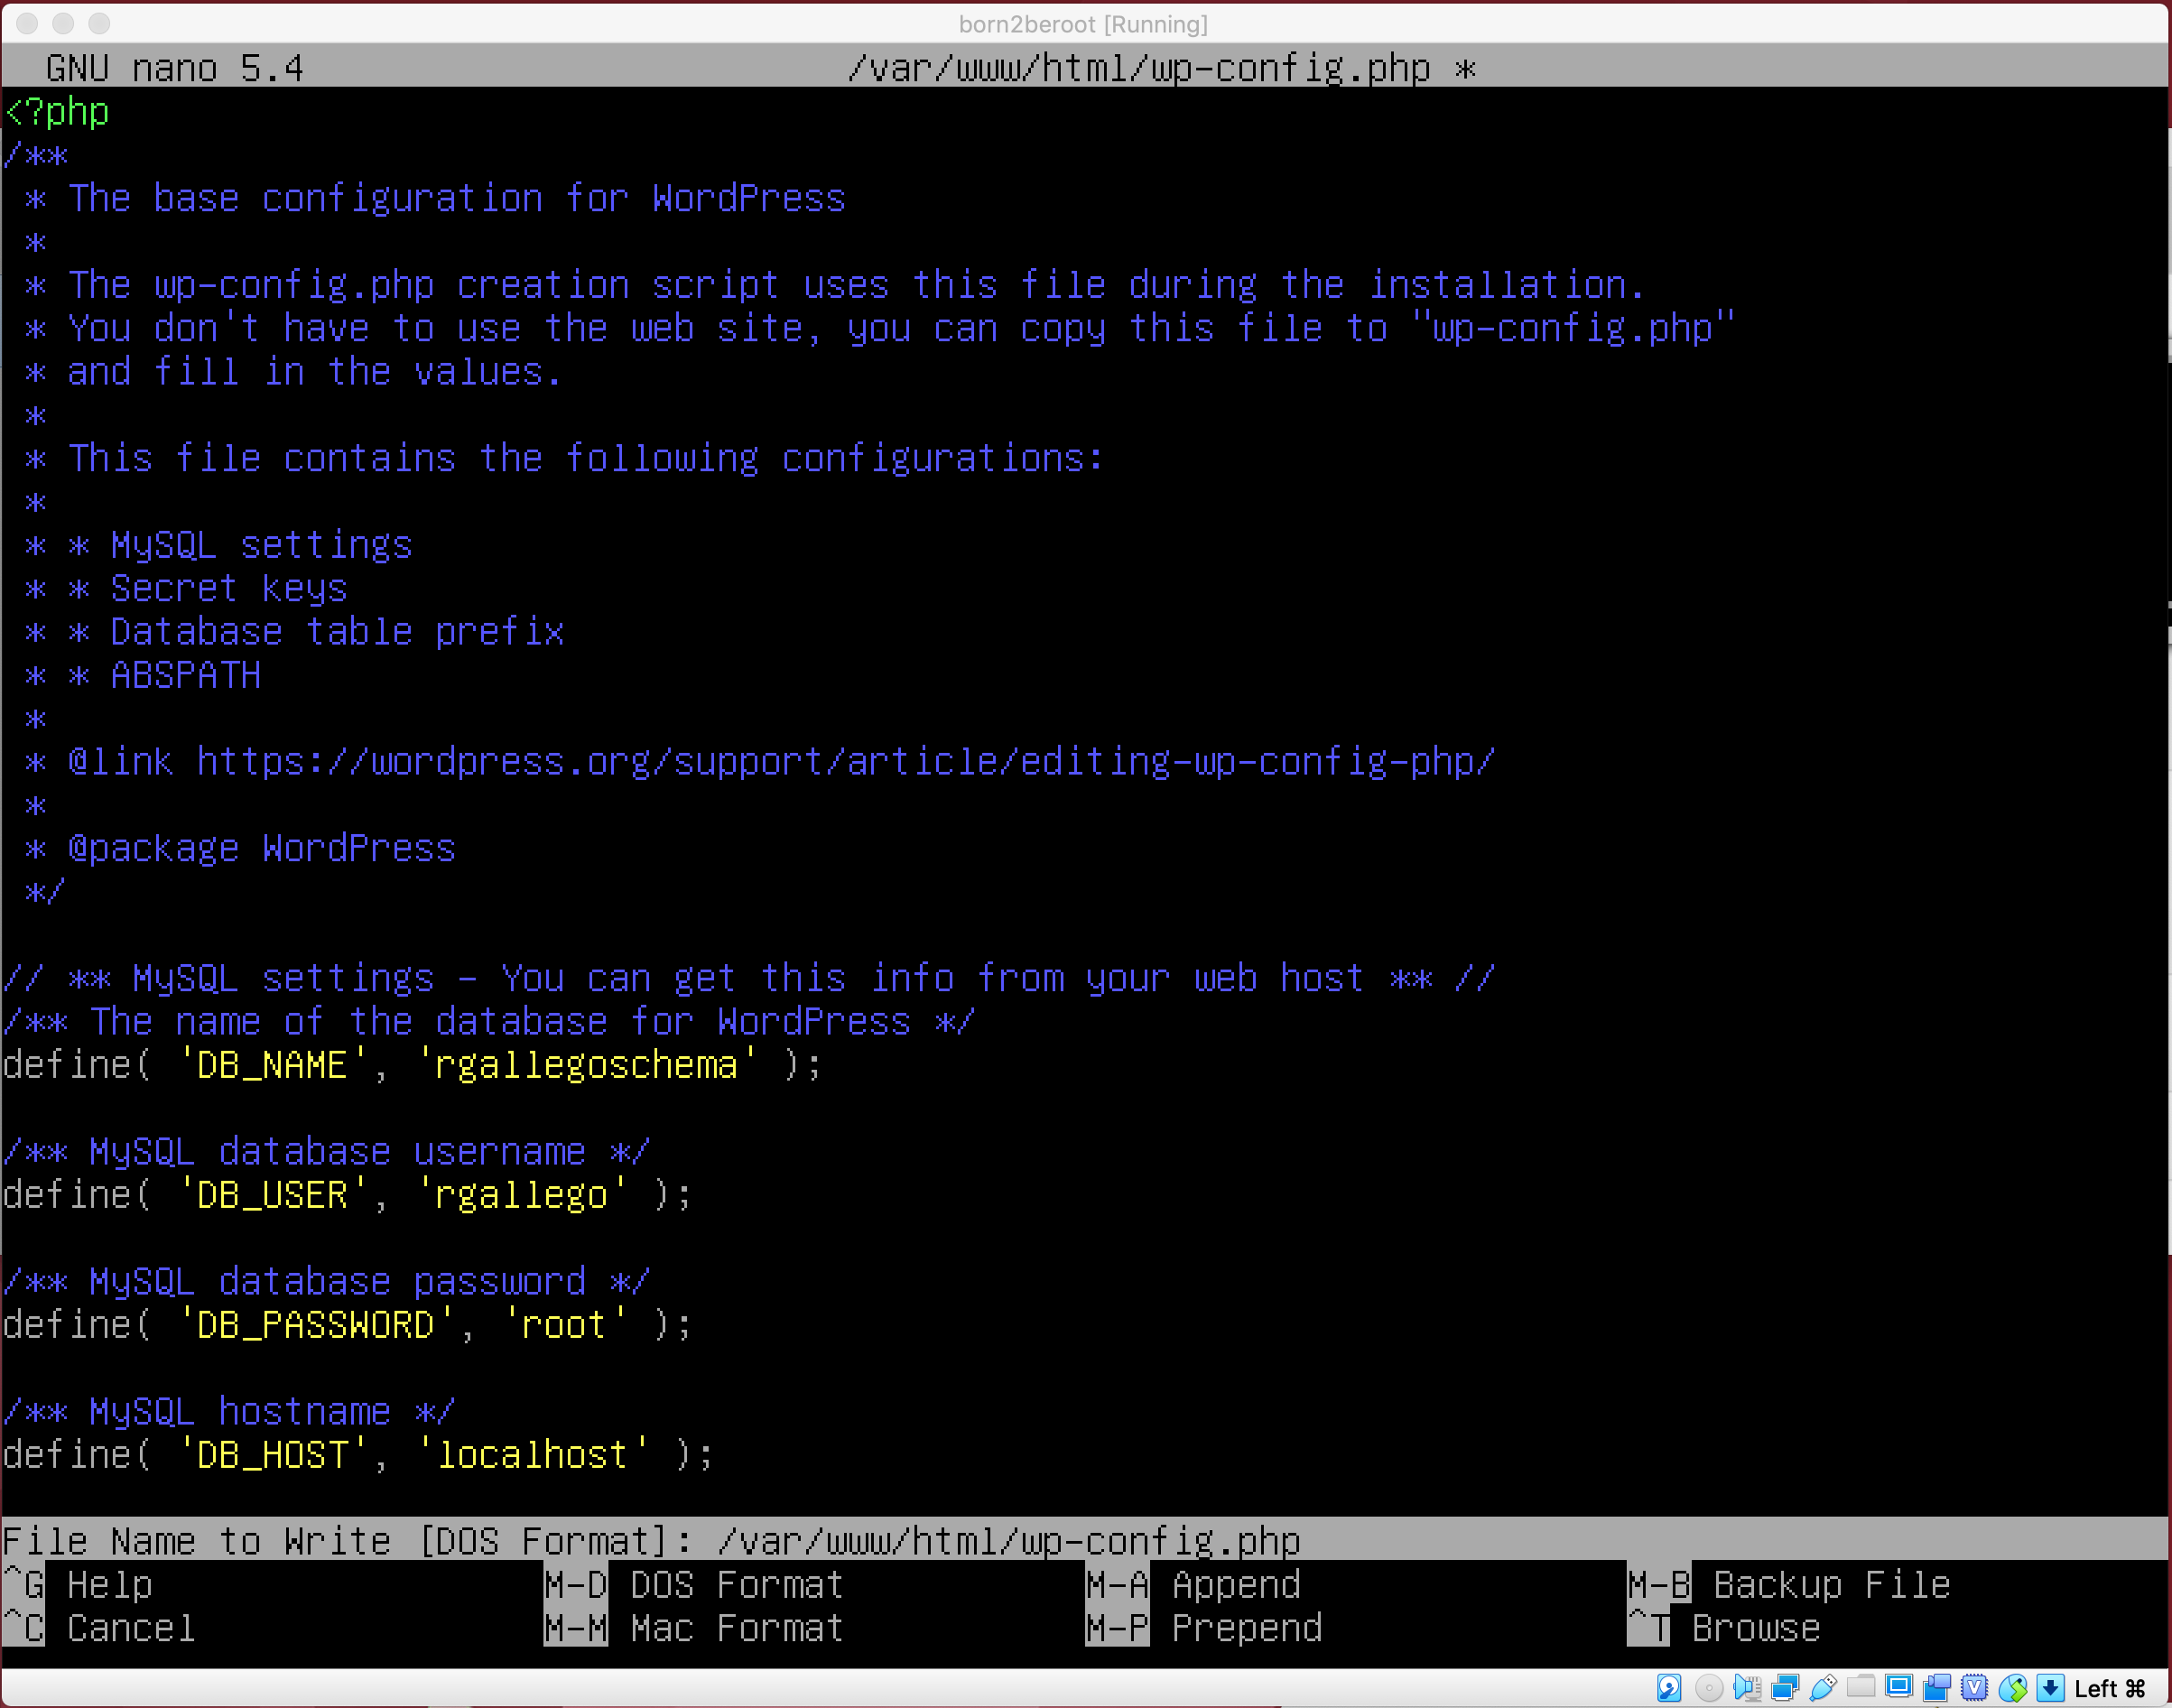 born2beroot [Running]
GNU nano 5.4 /var/www/html/wp-config.php *
<?php
/**
 * The base configuration for WordPress
 *
 * The wp-config.php creation script uses this file during the installation.
 * You don't have to use the web site, you can copy this file to "wp-config.php"
 * and fill in the values.
 *
 * This file contains the following configurations:
 *
 * * MySQL settings
 * * Secret keys
 * * Database table prefix
 * * ABSPATH
 *
 * @link https://wordpress.org/support/article/editing-wp-config-php/
 *
 * @package WordPress
 */
// ** MySQL settings - You can get this info from your web host ** //
/** The name of the database for WordPress */
define( 'DB_NAME', 'rgallegoschema' );
/** MySQL database username */
define( 'DB_USER', 'rgallego' );
/** MySQL database password */
define( 'DB_PASSWORD', 'root' );
/** MySQL hostname */
define( 'DB_HOST', 'localhost' );
File Name to Write [DOS Format]: /var/www/html/wp-config.php
^G Help M-D DOS Format M-A Append M-B Backup File
^C Cancel M-M Mac Format M-P Prepend ^T Browse
Left ⌘